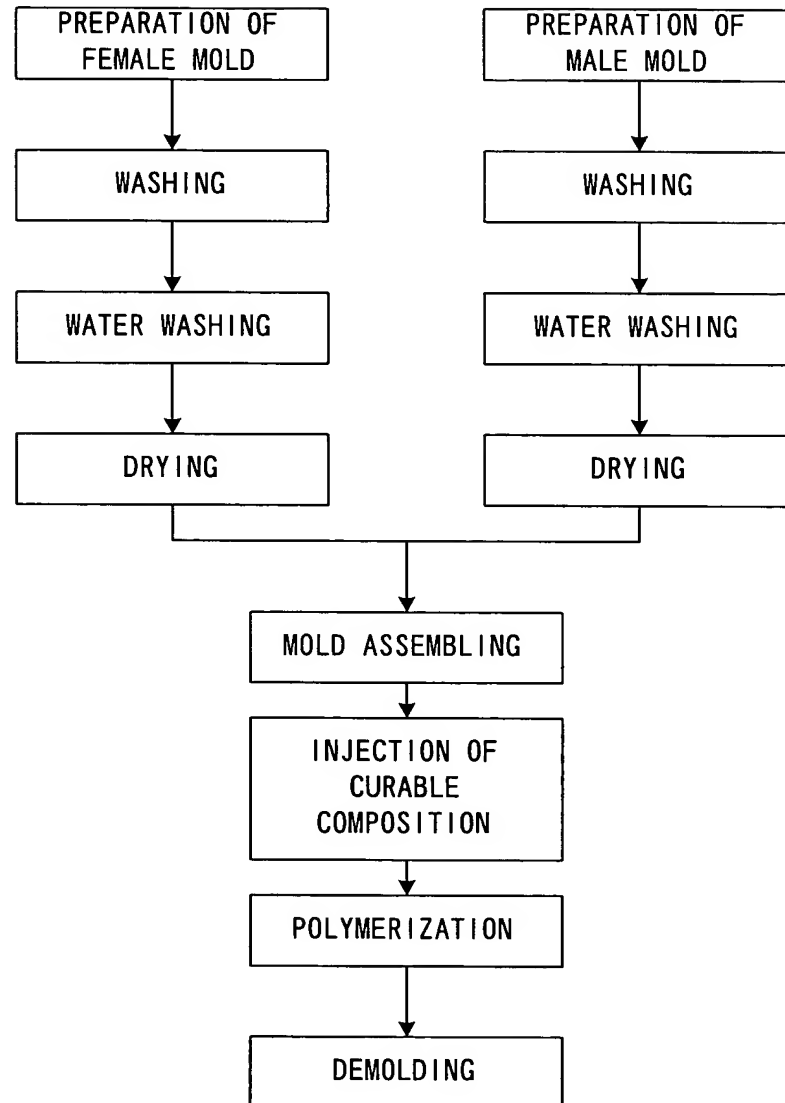 PREPARATION OF
FEMALE MOLD
WASHING
WATER WASHING
DRYING
PREPARATION OF
MALE MOLD
WASHING
WATER WASHING
DRYING
MOLD ASSEMBLING
INJECTION OF
CURABLE
COMPOSITION
POLYMERIZATION
DEMOLDING